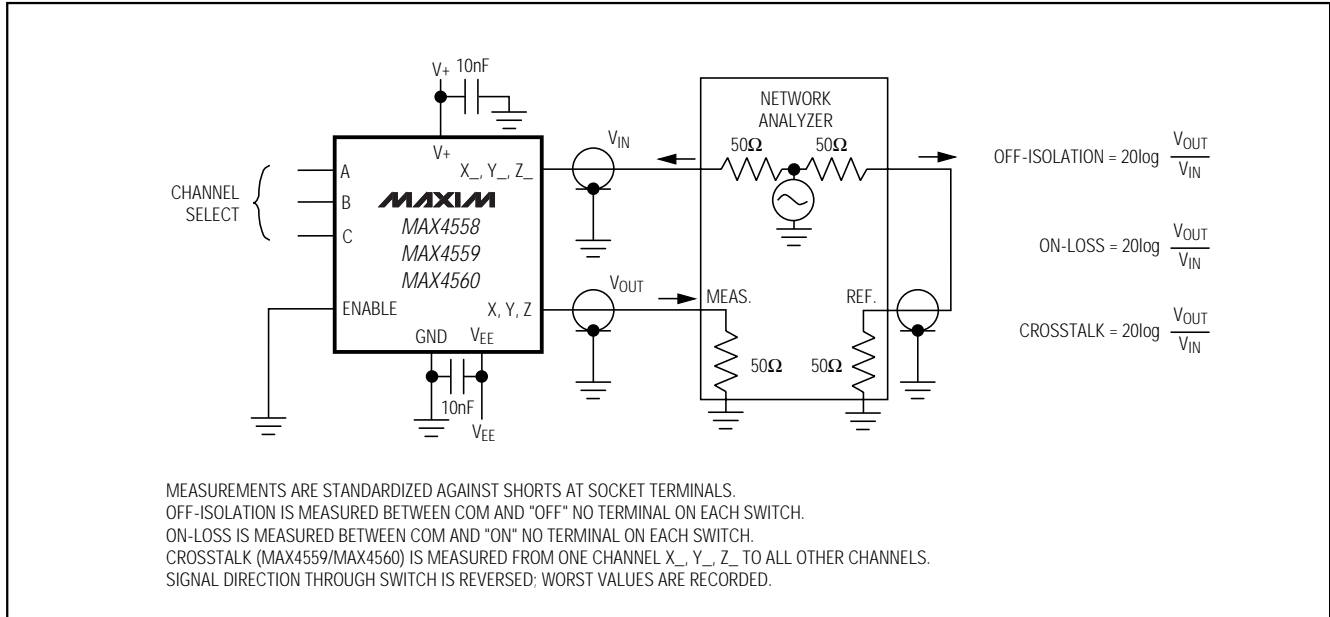 V+ 10nF
V+
A
B
C
CHANNEL
SELECT
X_, Y_, Z_
MAXIM
MAX4558
MAX4559
MAX4560
ENABLE
X, Y, Z
GND VEE
10nF
VEE
VIN
VOUT
NETWORK
ANALYZER
50Ω 50Ω
MEAS. REF.
50Ω 50Ω
OFF-ISOLATION = 20log VOUT
VIN
ON-LOSS = 20log VOUT
VIN
CROSSTALK = 20log VOUT
VIN
MEASUREMENTS ARE STANDARDIZED AGAINST SHORTS AT SOCKET TERMINALS.
OFF-ISOLATION IS MEASURED BETWEEN COM AND "OFF" NO TERMINAL ON EACH SWITCH.
ON-LOSS IS MEASURED BETWEEN COM AND "ON" NO TERMINAL ON EACH SWITCH.
CROSSTALK (MAX4559/MAX4560) IS MEASURED FROM ONE CHANNEL X_, Y_, Z_ TO ALL OTHER CHANNELS.
SIGNAL DIRECTION THROUGH SWITCH IS REVERSED; WORST VALUES ARE RECORDED.